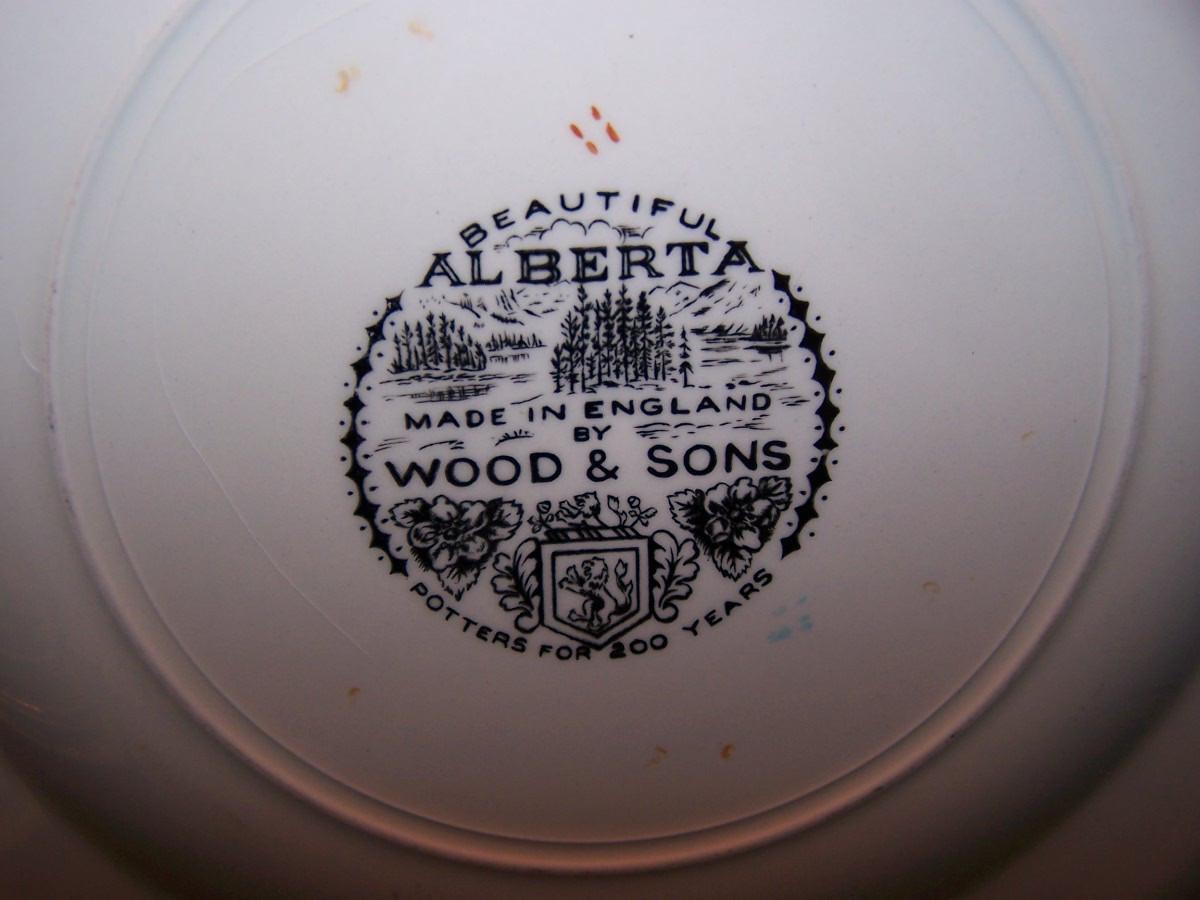 BEAUTIFUL
ALBERTA
MADE IN ENGLAND
BY
WOOD & SONS
POTTERS FOR 200 YEARS